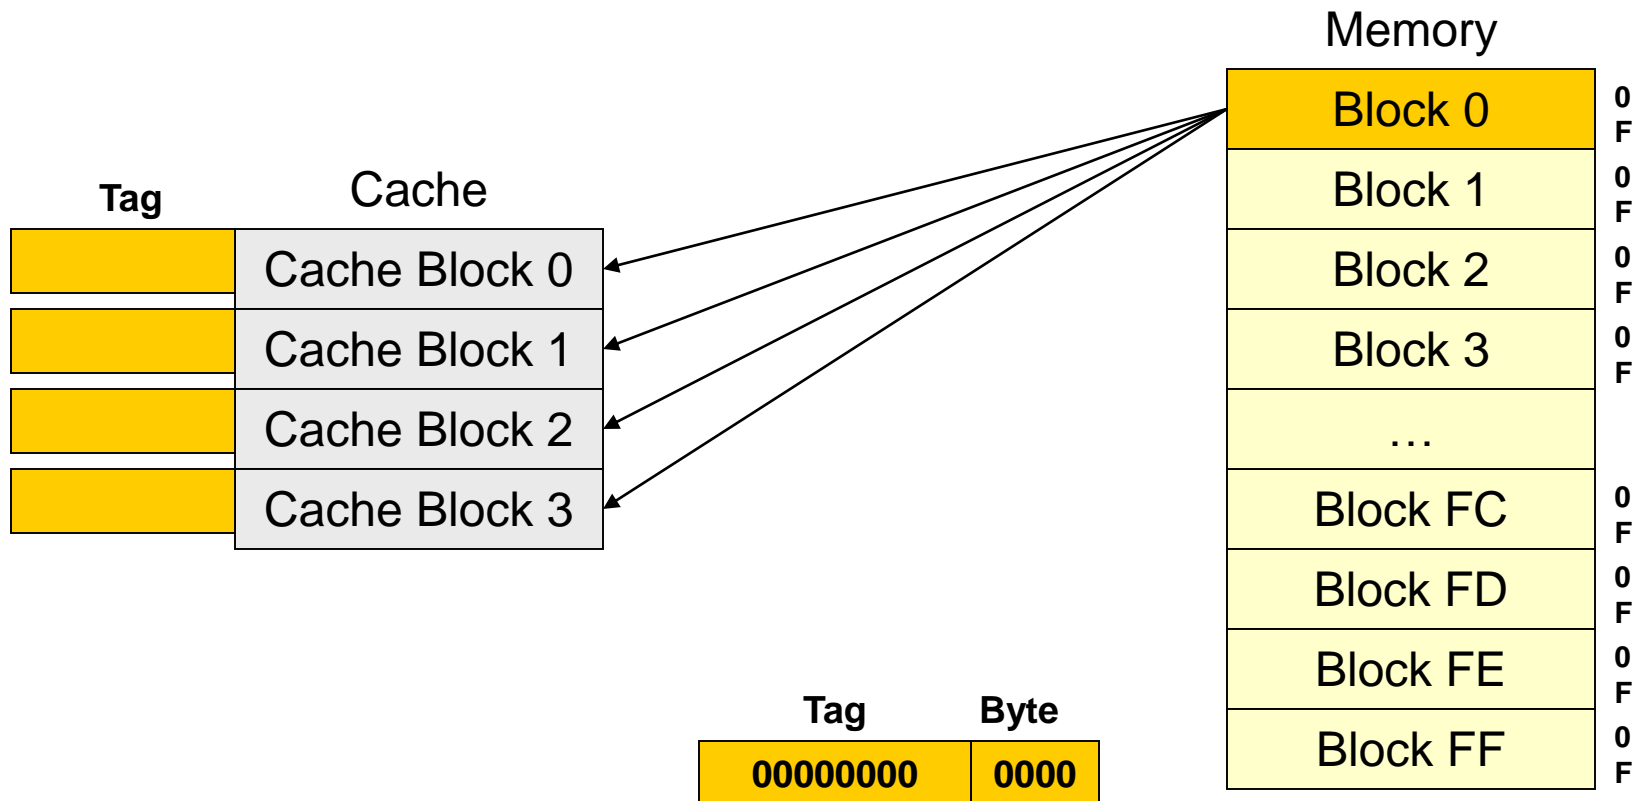 Memory
Block 0
0
F
Block 1
0
F
Block 2
0
F
Block 3
0
F
…
Block FC
0
F
Block FD
0
F
Block FE
0
F
Block FF
0
F
Tag Cache
Cache Block 0
Cache Block 1
Cache Block 2
Cache Block 3
Tag Byte
00000000 0000